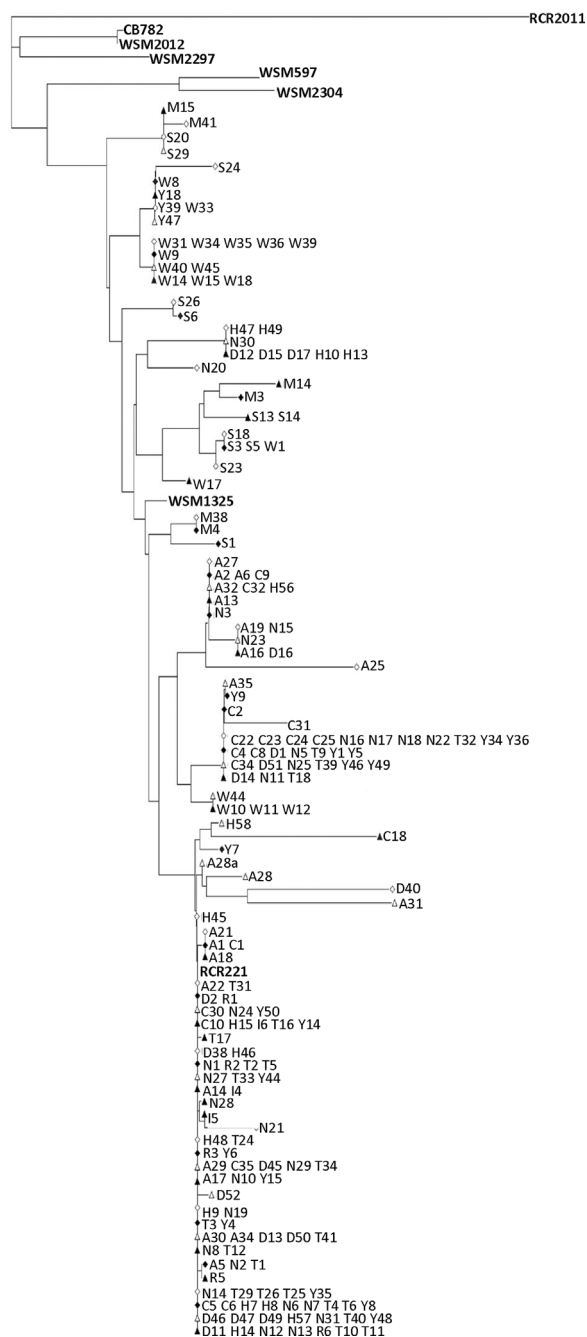 RCR2011
CB782
WSM2012
WSM2297
WSM597
WSM2304
M15
M41
S20
S29
S24
W8
Y18
Y39 W33
Y47
W31 W34 W35 W36 W39
W9
W40 W45
W14 W15 W18
S26
S6
H47 H49
N30
D12 D15 D17 H10 H13
N20
M14
M3
S13 S14
S18
S3 S5 W1
S23
W17
WSM1325
M38
M4
S1
A27
A2 A6 C9
A32 C32 H56
A13
N3
A19 N15
N23
A16 D16
A25
A35
Y9
C2
C31
C22 C23 C24 C25 N16 N17 N18 N22 T32 Y34 Y36
C4 C8 D1 N5 T9 Y1 Y5
C34 D51 N25 T39 Y46 Y49
D14 N11 T18
W44
W10 W11 W12
H58
C18
Y7
A28a
A28
D40
A31
H45
A21
A1 C1
A18
RCR221
A22 T31
D2 R1
C30 N24 Y50
C10 H15 I6 T16 Y14
T17
D38 H46
N1 R2 T2 T5
N27 T33 Y44
A14 I4
N28
I5
N21
H48 T24
R3 Y6
A29 C35 D45 N29 T34
A17 N10 Y15
D52
H9 N19
T3 Y4
A30 A34 D13 D50 T41
N8 T12
A5 N2 T1
R5
N14 T29 T26 T25 Y35
C5 C6 H7 H8 N6 N7 T4 T6 Y8
D46 D47 D49 H57 N31 T40 Y48
D11 H14 N12 N13 R6 T10 T11